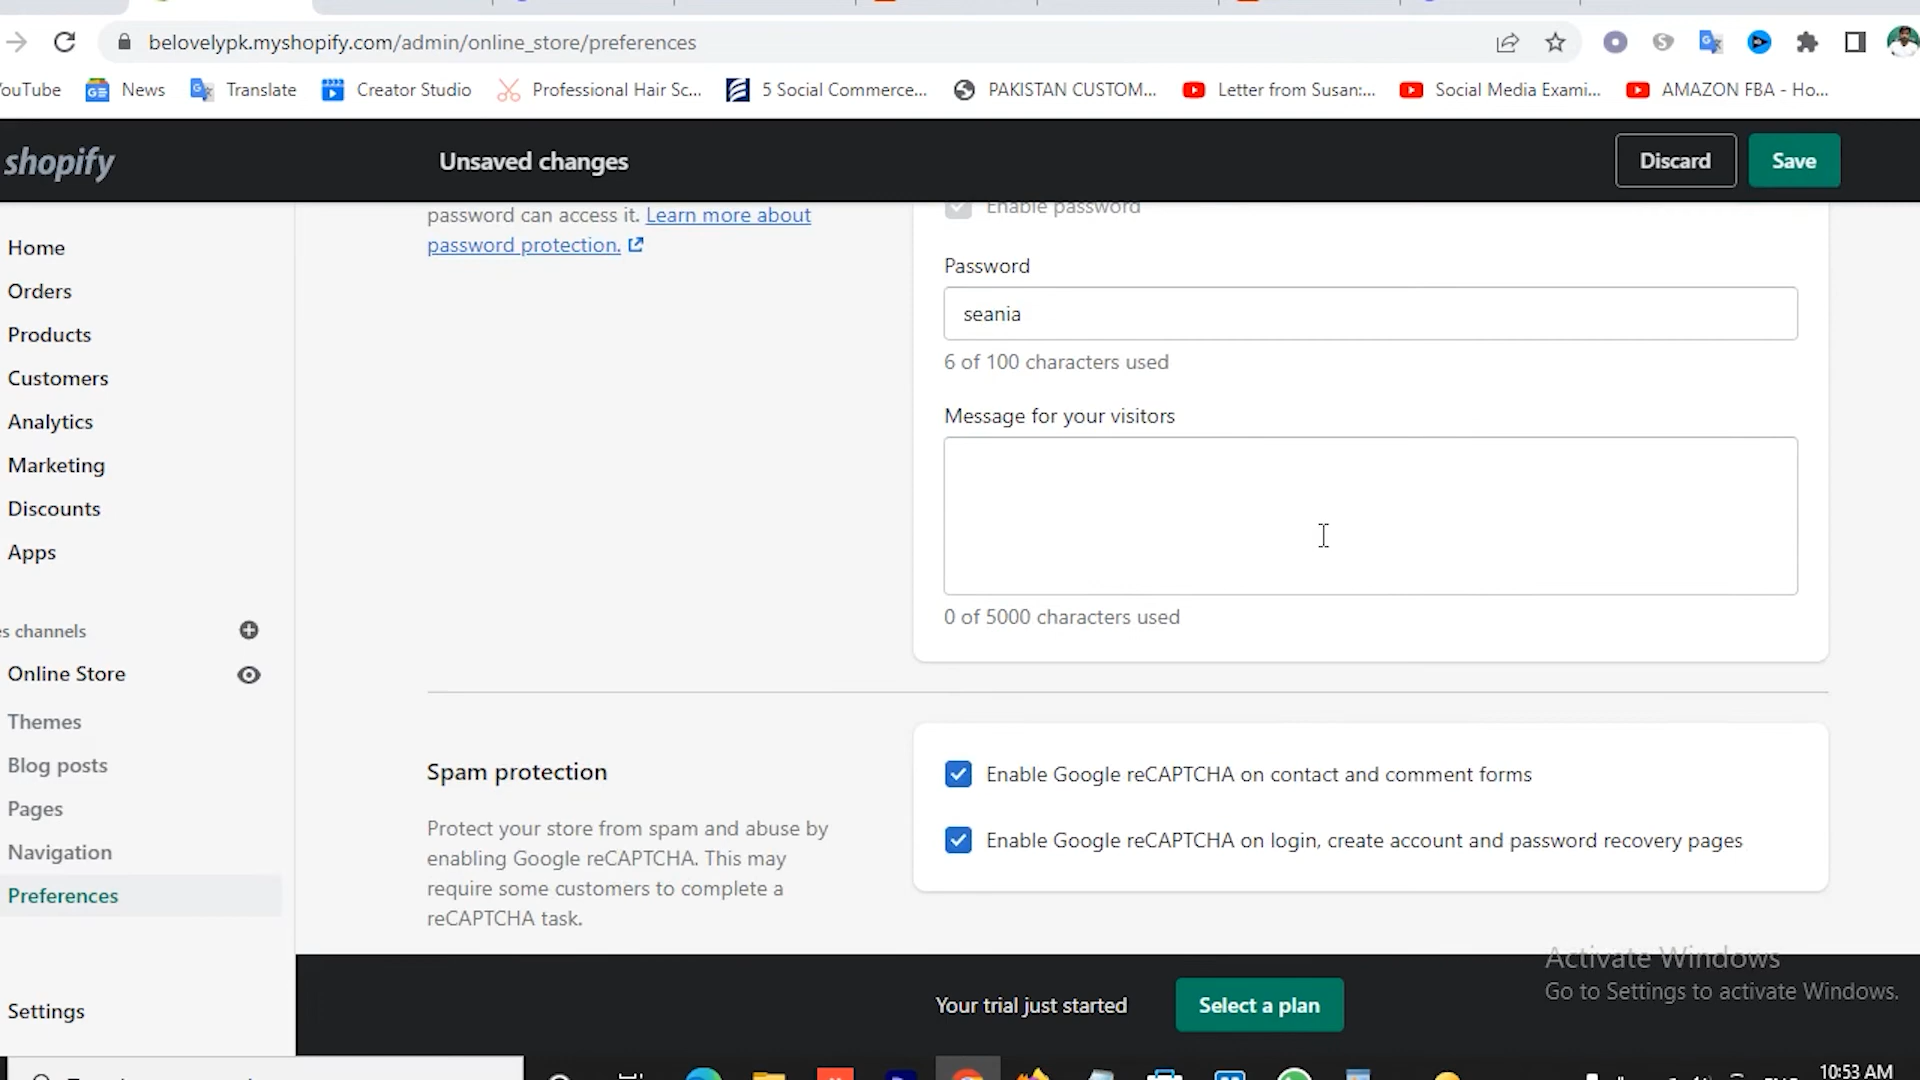 belovelypk.myshopify.com/admin/online_store/preferences
News
Translate
Creator Studio
Professional Hair Sc...
5 Social Commerce...
PAKISTAN CUSTOM...
Letter from Susan:...
Social Media Exami...
AMAZON FBA - Ho...
shopify
Unsaved changes
Discard
Save
Home
Orders
Products
Customers
Analytics
Marketing
Discounts
Apps
channels
Online Store
Themes
Blog posts
Pages
Navigation
Preferences
Settings
password can access it. Learn more about
password protection.
Enable password
Password
seania
6 of 100 characters used
Message for your visitors
0 of 5000 characters used
Spam protection
Protect your store from spam and abuse by
enabling Google reCAPTCHA. This may
require some customers to complete a
reCAPTCHA task.
Enable Google reCAPTCHA on contact and comment forms
Enable Google reCAPTCHA on login, create account and password recovery pages
Your trial just started
Select a plan
Activate Windows
Go to Settings to activate Windows.
10:53 AM